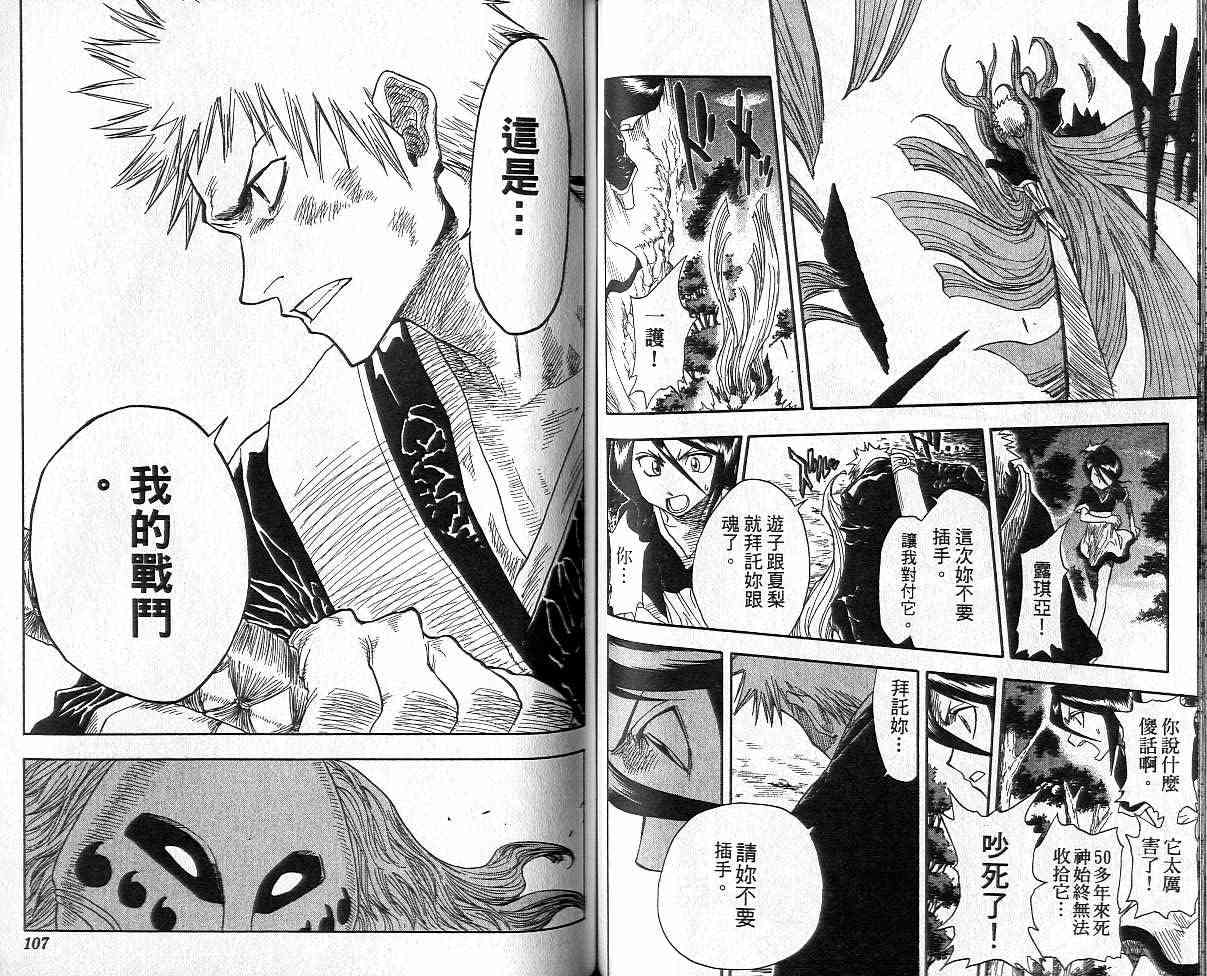 一護！
ドドド
露琪亞！
這次妳不要
插手。
讓我對付它。
遊子跟夏梨
就拜託妳跟
魂了。
你…
你說什麼
傻話啊。
它太厲
害了！
50多年來死
神始終無法
收拾它…
吵死了！
拜託妳…
請妳不要
插手。
這是…
我的戰鬥
。
107